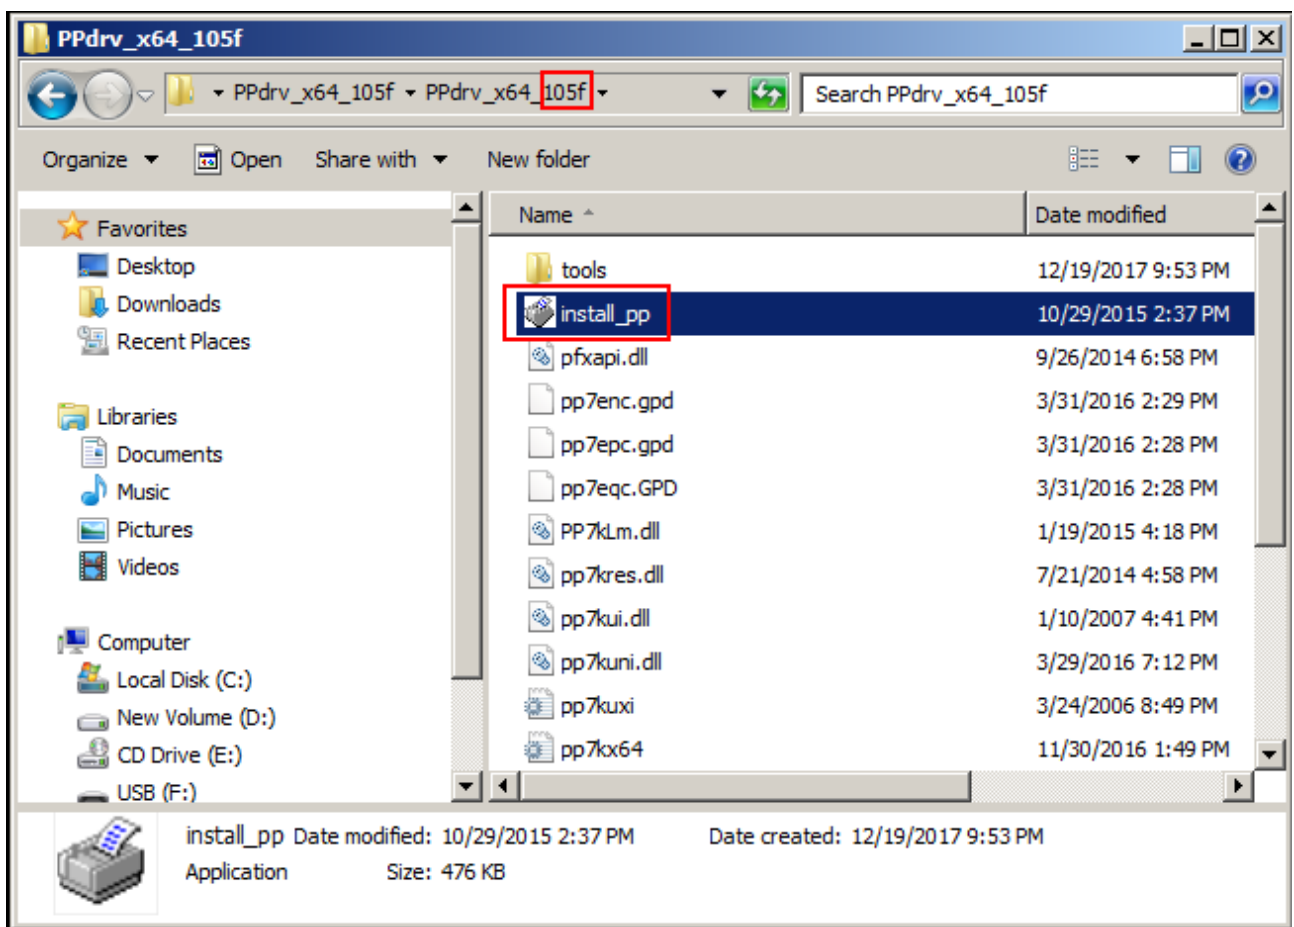 PPdrv_x64_105f
PPdrv_x64_105f PPdrv_x64_105f Search PPdrv_x64_105f
Organize Open Share with New folder
Favorites
Desktop
Downloads
Recent Places
Libraries
Documents
Music
Pictures
Videos
Computer
Local Disk (C:)
New Volume (D:)
CD Drive (E:)
USB (F:)
Name Date modified
tools 12/19/2017 9:53 PM
install_pp 10/29/2015 2:37 PM
pfxapi.dll 9/26/2014 6:58 PM
pp7enc.gpd 3/31/2016 2:29 PM
pp7epc.gpd 3/31/2016 2:28 PM
pp7eqc.GPD 3/31/2016 2:28 PM
PP7kLm.dll 1/19/2015 4:18 PM
pp7kres.dll 7/21/2014 4:58 PM
pp7kui.dll 1/10/2007 4:41 PM
pp7kuni.dll 3/29/2016 7:12 PM
pp7kuxi 3/24/2006 8:49 PM
pp7kx64 11/30/2016 1:49 PM
install_pp Date modified: 10/29/2015 2:37 PM Date created: 12/19/2017 9:53 PM
Application Size: 476 KB